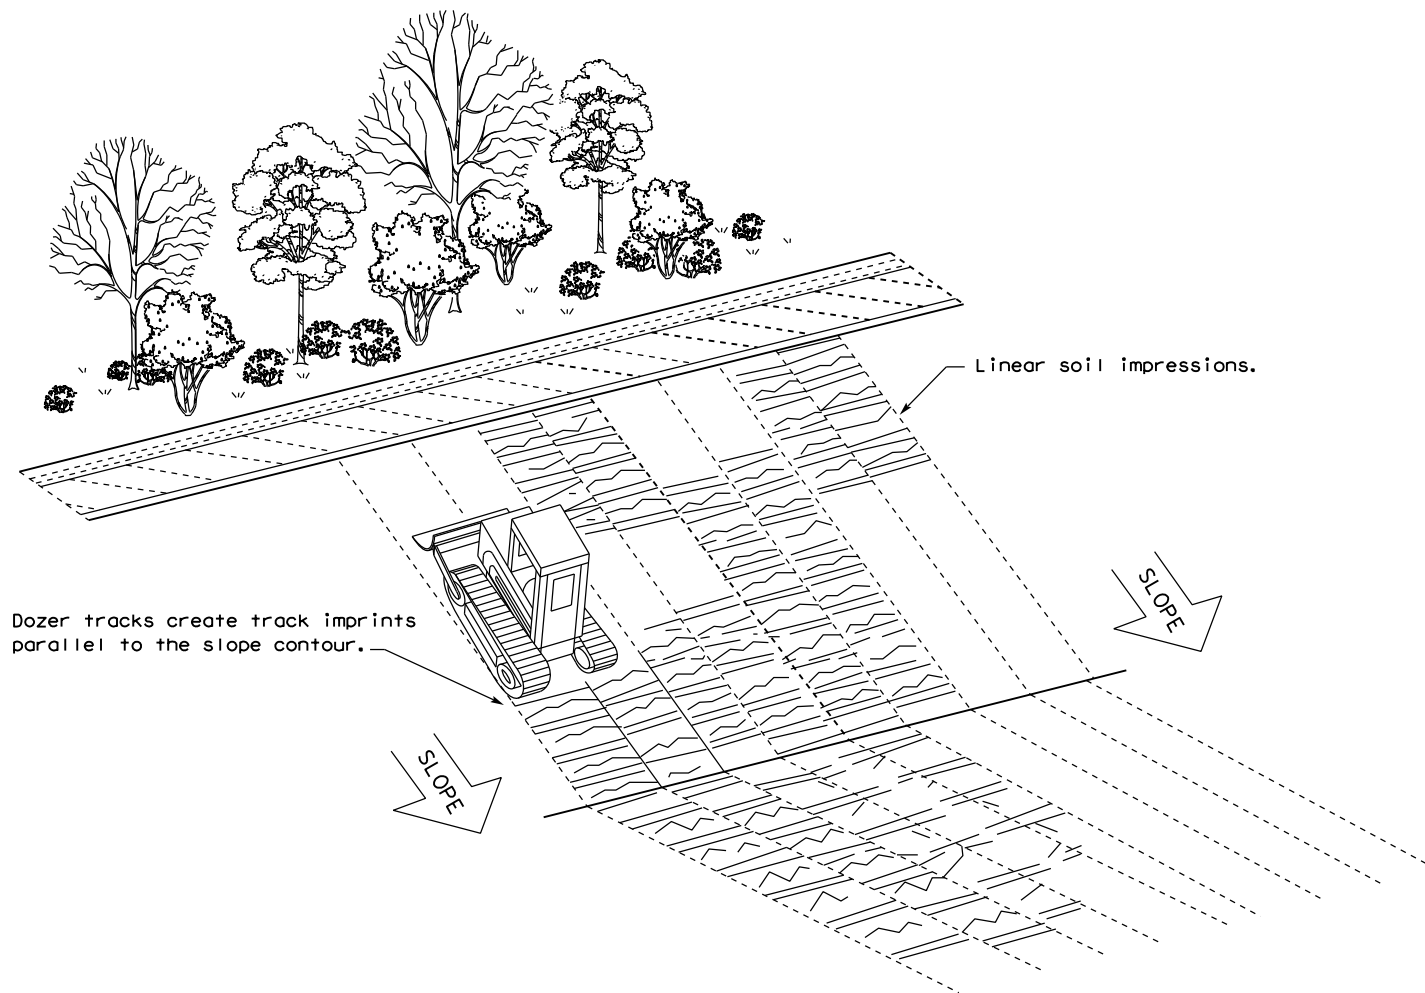 Linear soil impressions.
Dozer tracks create track imprints
parallel to the slope contour.
SLOPE
SLOPE